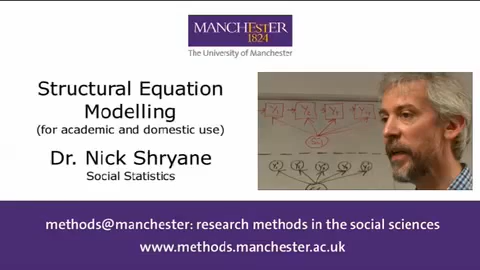 MANCHESTER
1824
The University of Manchester
Structural Equation
Modelling
(for academic and domestic use)
Dr. Nick Shryane
Social Statistics
methods@manchester: research methods in the social sciences
www.methods.manchester.ac.uk